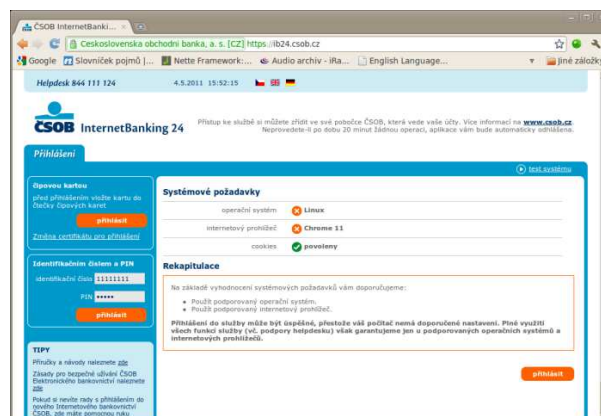 ČSOB InternetBanki...
Ceskoslovenska obchodni banka, a. s. [CZ] https://ib24.csob.cz
Google Slovníček pojmů |... Nette Framework:... Audio archiv - iRa... English Language... Jiné záložky
Helpdesk 844 111 124 4.5.2011 15:52:15
ČSOB InternetBanking 24
Přístup ke službě si můžete zřídit ve své pobočce ČSOB, která vede vaše účty. Více informací na www.csob.cz
Neprovedete-li po dobu 20 minut žádnou operaci, aplikace vám bude automaticky odhlášena.
Přihlášení
test systému
čipovou kartou
před přihlášením vložte kartu do
čtečky čipových karet
přihlásit
Změna certifikátu pro přihlášení
Identifikačním číslem a PIN
identifikační číslo 11111111
PIN •••••
přihlásit
TIPY
Příručky a návody naleznete zde
Zásady pro bezpečné užívání ČSOB
Elektronického bankovnictví naleznete
zde
Pokud si nevíte rady s přihlášením do
nového Internetového bankovnictví
ČSOB, zde máte pomocnou ruku
Systémové požadavky
operační systém Linux
internetový prohlížeč Chrome 11
cookies povoleny
Rekapitulace
Na základě vyhodnocení systémových požadavků vám doporučujeme:
• Použít podporovaný operační systém;
• Použít podporovaný internetový prohlížeč.
Přihlášení do služby může být úspěšné, přestože váš počítač nemá doporučené nastavení. Plné využití
všech funkcí služby (vč. podpory helpdesku) však garantujeme jen u podporovaných operačních systémů a
internetových prohlížečů.
přihlásit